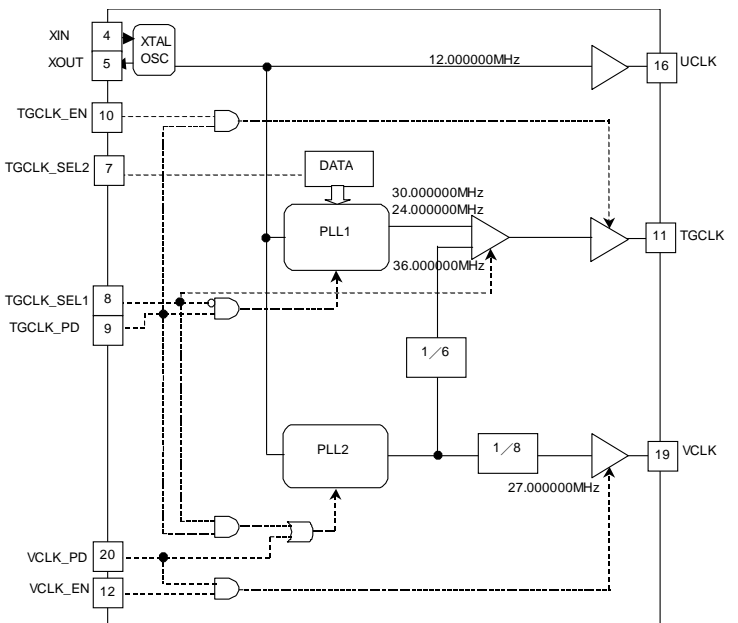 XIN
4
XTAL
OSC
XOUT
5
12.000000MHz
16
UCLK
TGCLK_EN
10
TGCLK_SEL2
7
DATA
30.000000MHz
24.000000MHz
PLL1
11
TGCLK
36.000000MHz
TGCLK_SEL1
8
TGCLK_PD
9
1/6
PLL2
1/8
19
VCLK
27.000000MHz
VCLK_PD
20
VCLK_EN
12